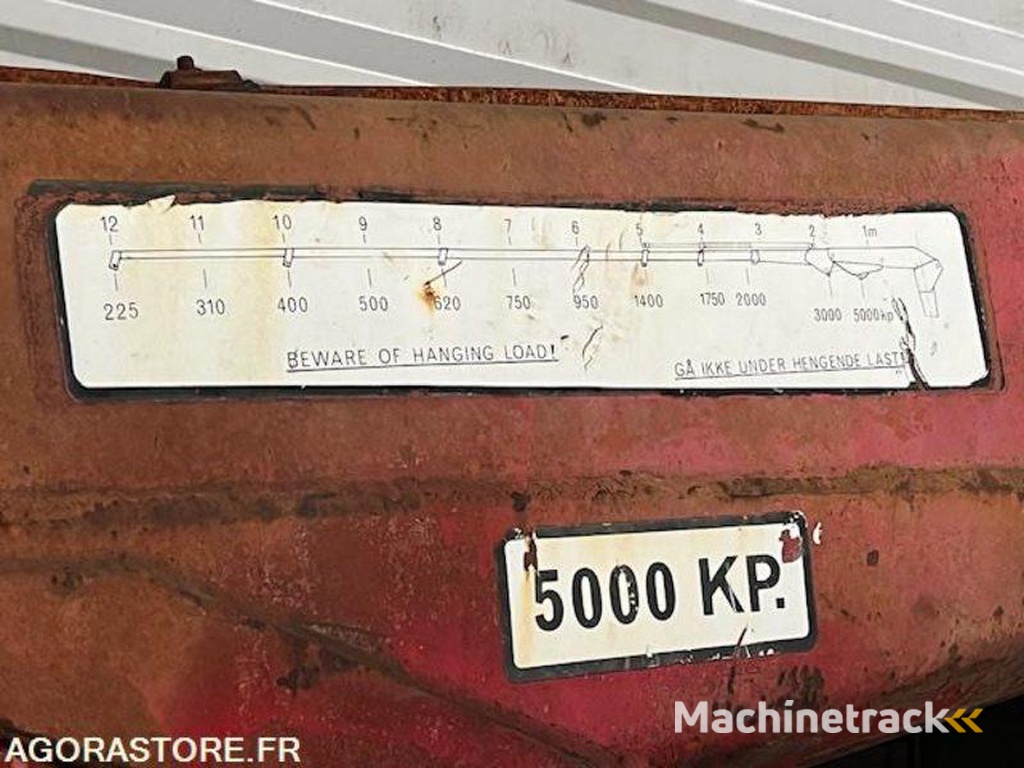 12 11 10 9 8 7 6 5 4 3 2 1m
225 310 400 500 620 750 950 1400 1750 2000 3000 5000kp
BEWARE OF HANGING LOAD!
GÅ IKKE UNDER HENGENDE LAST!
5000 KP.
Machinetrack
AGORASTORE.FR